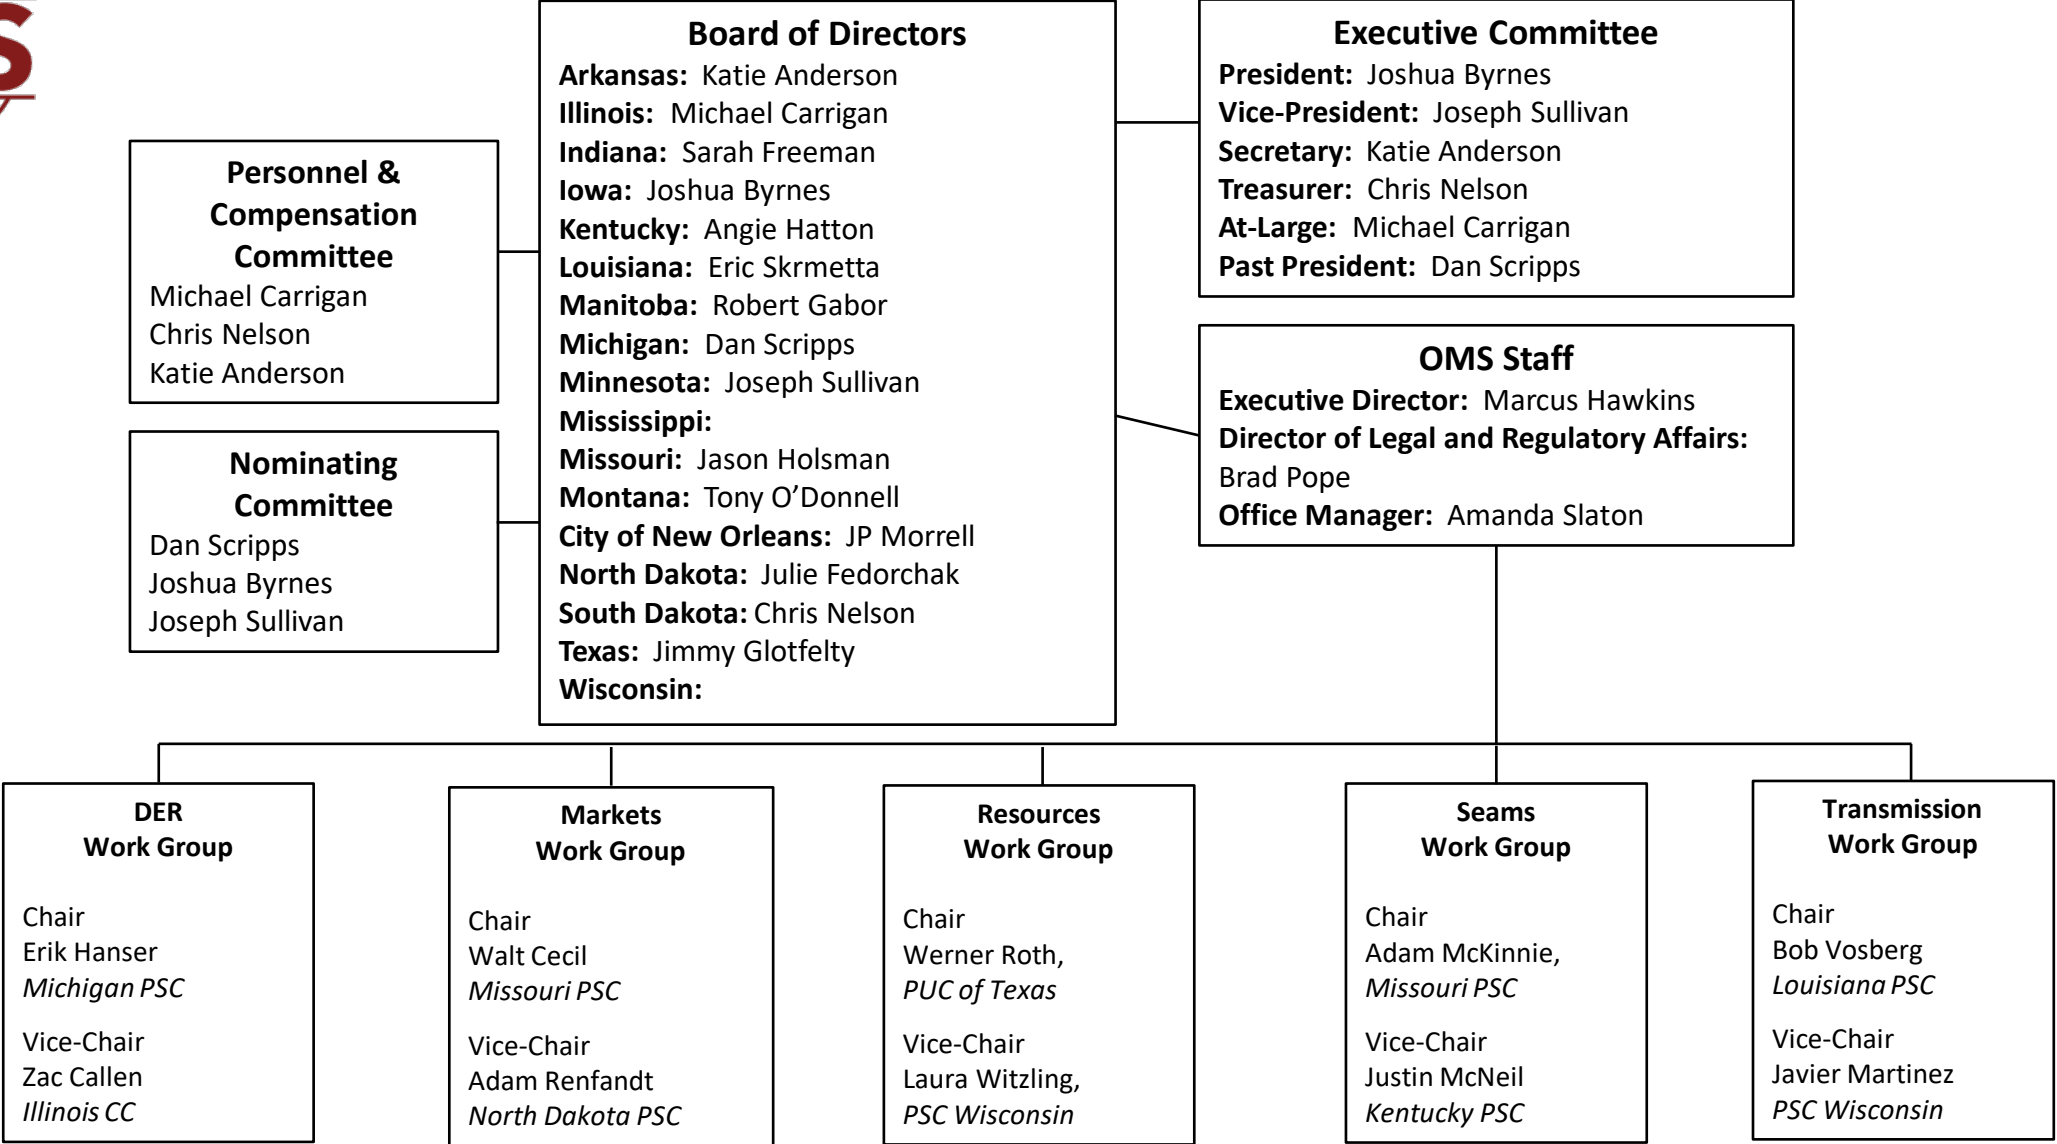 S
Board of Directors
Arkansas: Katie Anderson
Illinois: Michael Carrigan
Indiana: Sarah Freeman
Iowa: Joshua Byrnes
Kentucky: Angie Hatton
Louisiana: Eric Skrmetta
Manitoba: Robert Gabor
Michigan: Dan Scripps
Minnesota: Joseph Sullivan
Mississippi:
Missouri: Jason Holsman
Montana: Tony O’Donnell
City of New Orleans: JP Morrell
North Dakota: Julie Fedorchak
South Dakota: Chris Nelson
Texas: Jimmy Glotfelty
Wisconsin:
Executive Committee
President: Joshua Byrnes
Vice-President: Joseph Sullivan
Secretary: Katie Anderson
Treasurer: Chris Nelson
At-Large: Michael Carrigan
Past President: Dan Scripps
Personnel &
Compensation
Committee
Michael Carrigan
Chris Nelson
Katie Anderson
Nominating
Committee
Dan Scripps
Joshua Byrnes
Joseph Sullivan
OMS Staff
Executive Director: Marcus Hawkins
Director of Legal and Regulatory Affairs:
Brad Pope
Office Manager: Amanda Slaton
DER
Work Group
Chair
Erik Hanser
Michigan PSC
Vice-Chair
Zac Callen
Illinois CC
Markets
Work Group
Chair
Walt Cecil
Missouri PSC
Vice-Chair
Adam Renfandt
North Dakota PSC
Resources
Work Group
Chair
Werner Roth,
PUC of Texas
Vice-Chair
Laura Witzling,
PSC Wisconsin
Seams
Work Group
Chair
Adam McKinnie,
Missouri PSC
Vice-Chair
Justin McNeil
Kentucky PSC
Transmission
Work Group
Chair
Bob Vosberg
Louisiana PSC
Vice-Chair
Javier Martinez
PSC Wisconsin